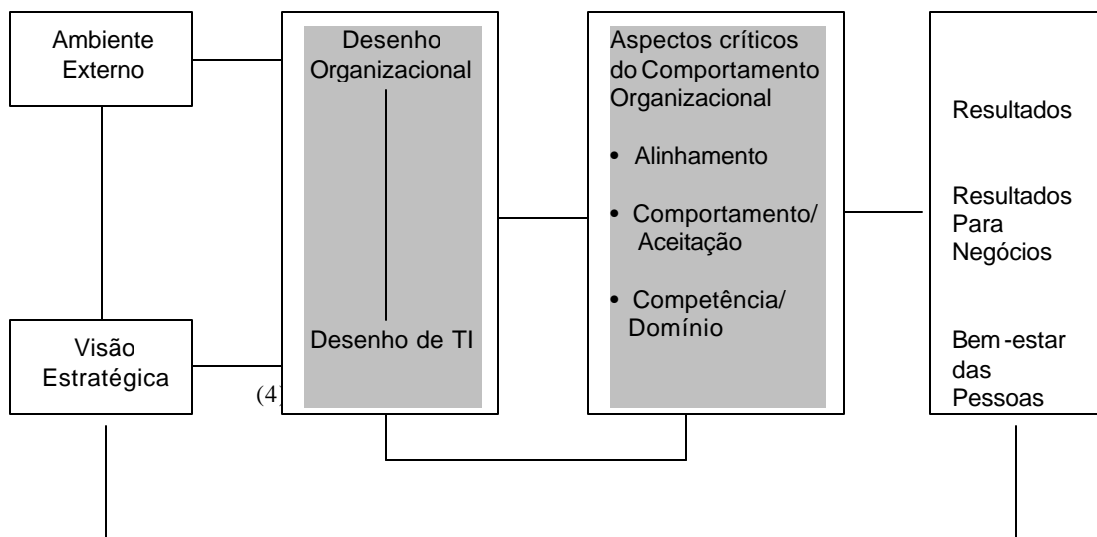 Ambiente
Externo
Visão
Estratégica
(4)
Desenho
Organizacional
Desenho de TI
Aspectos críticos
do Comportamento
Organizacional
• Alinhamento
• Comportamento/
Aceitação
• Competência/
Domínio
Resultados
Resultados
Para
Negócios
Bem-estar
das
Pessoas